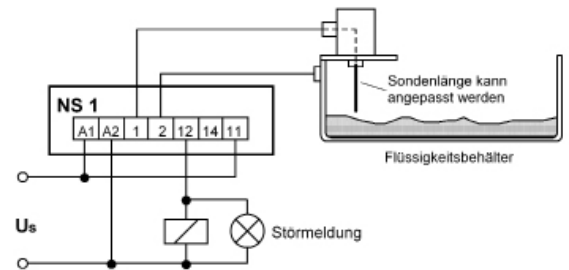 Sondenlänge kann
angepasst werden
NS 1
A1 A2 1 2 12 14 11
Flüssigkeitsbehälter
Us
Störmeldung